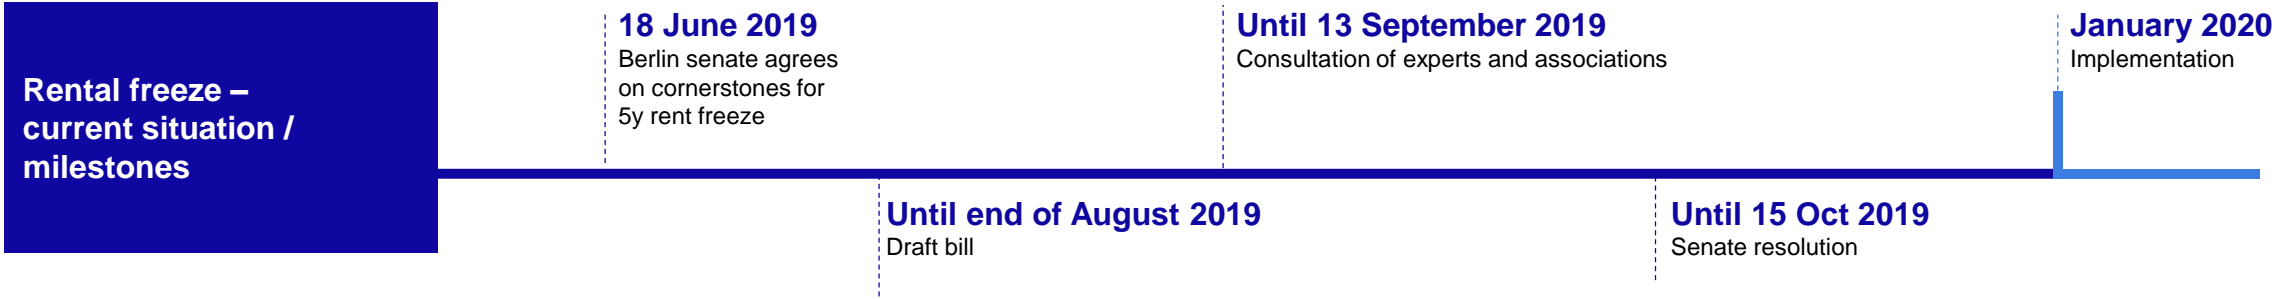 Rental freeze –
current situation /
milestones
18 June 2019
Berlin senate agrees
on cornerstones for
5y rent freeze
Until end of August 2019
Draft bill
Until 13 September 2019
Consultation of experts and associations
Until 15 Oct 2019
Senate resolution
January 2020
Implementation